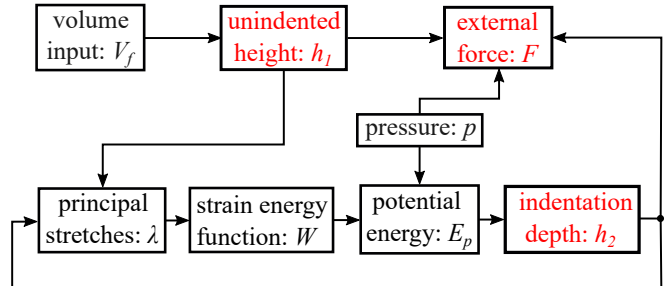 volume
input: V_f
unindented
height: h_1
external
force: F
pressure: p
principal
stretches: λ
strain energy
function: W
potential
energy: E_p
indentation
depth: h_2